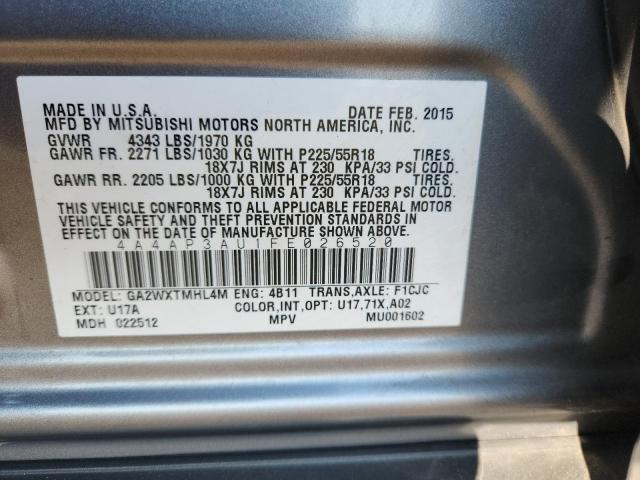 MADE IN U.S.A. DATE FEB. 2015
MFD BY MITSUBISHI MOTORS NORTH AMERICA, INC.
GVWR 4343 LBS/1970 KG
GAWR FR. 2271 LBS/1030 KG WITH P225/55R18 TIRES.
18X7J RIMS AT 230 KPA/33 PSI COLD.
GAWR RR. 2205 LBS/1000 KG WITH P225/55R18 TIRES.
18X7J RIMS AT 230 KPA/33 PSI COLD.
THIS VEHICLE CONFORMS TO ALL APPLICABLE FEDERAL MOTOR
VEHICLE SAFETY AND THEFT PREVENTION STANDARDS IN
EFFECT ON THE DATE OF MANUFACTURE SHOWN ABOVE.
4A4AP3AU1FE026520
MODEL: GA2WXTMHL4M ENG: 4B11 TRANS,AXLE: F1CJC
EXT: U17A COLOR,INT,OPT: U17,71X,A02
MDH 022512 MPV MU001602